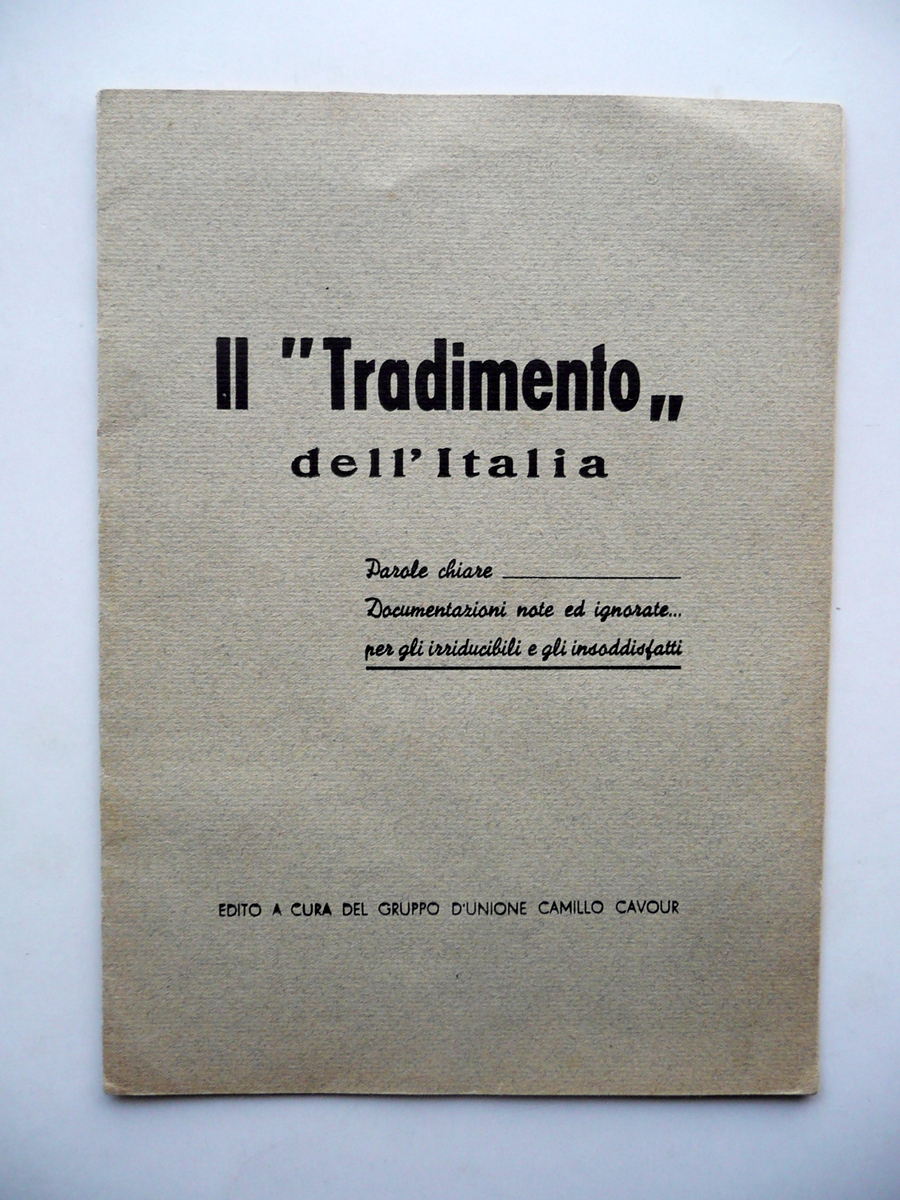 Il "Tradimento„
dell'Italia
Parole chiare
Documentazioni note ed ignorate...
per gli irriducibili e gli insoddisfatti
EDITO A CURA DEL GRUPPO D'UNIONE CAMILLO CAVOUR